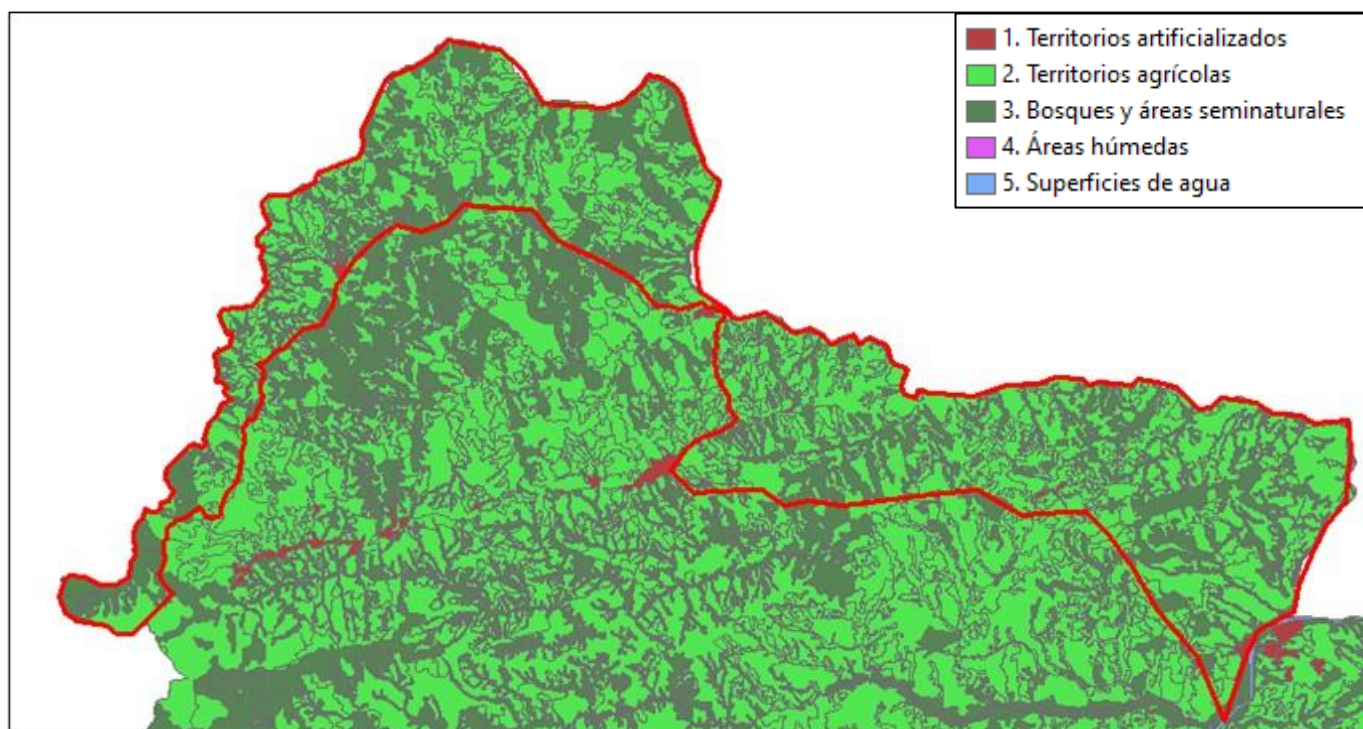 1. Territorios artificializados
2. Territorios agrícolas
3. Bosques y áreas seminaturales
4. Áreas húmedas
5. Superficies de agua